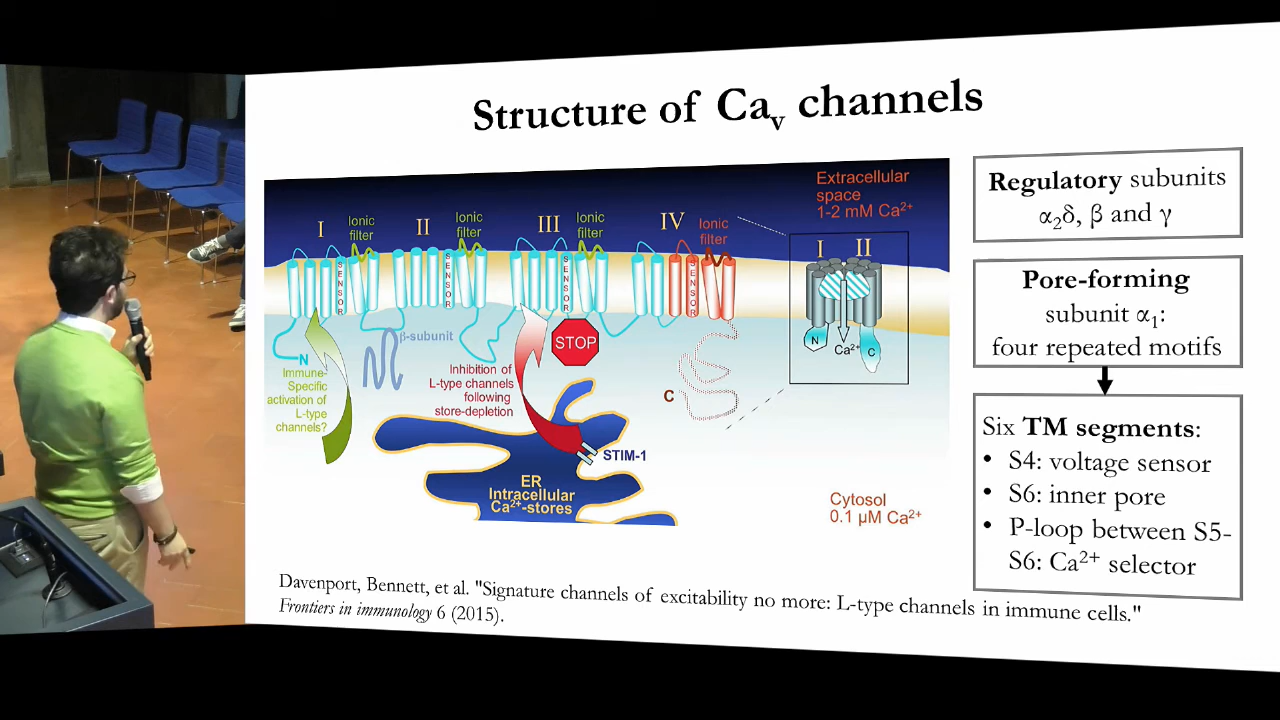 Structure of Cav channels
Extracellular
space
1-2 mM Ca²⁺
I
Ionic
filter
II
Ionic
filter
III
Ionic
filter
IV
Ionic
filter
SENSOR
SENSOR
SENSOR
SENSOR
I II
N
Ca²⁺
C
N
β-subunit
STOP
Immune-
Specific
activation of
L-type
channels?
Inhibition of
L-type channels
following
store-depletion
C
STIM-1
ER
Intracellular
Ca²⁺-stores
Cytosol
0.1 µM Ca²⁺
Regulatory subunits
α₂δ, β and γ
Pore-forming
subunit α₁:
four repeated motifs
Six TM segments:
• S4: voltage sensor
• S6: inner pore
• P-loop between S5-
S6: Ca²⁺ selector
Davenport, Bennett, et al. "Signature channels of excitability no more: L-type channels in immune cells."
Frontiers in immunology 6 (2015).